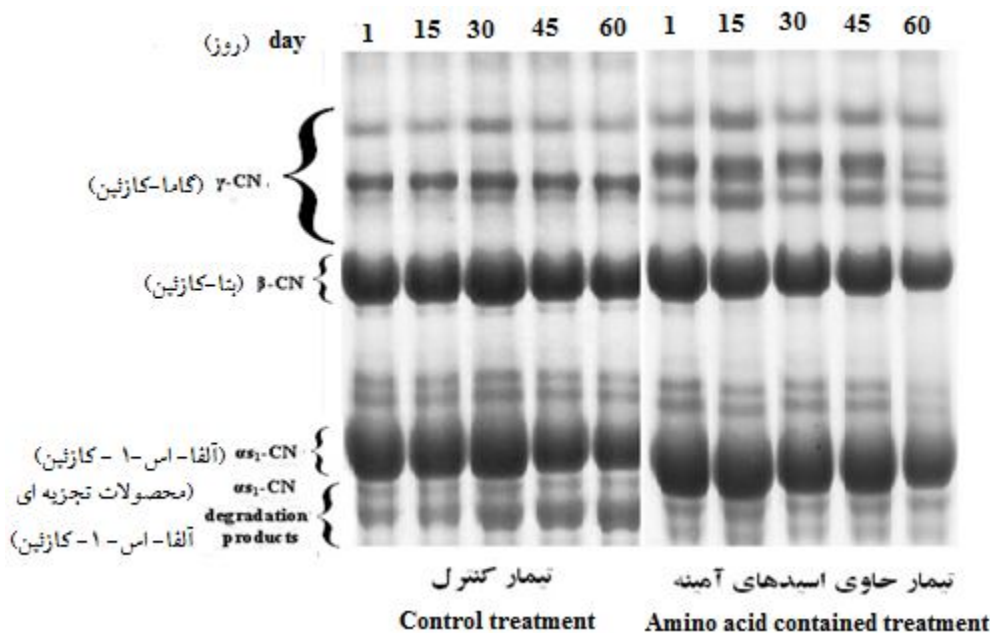 (روز) day 1 15 30 45 60 1 15 30 45 60
(گاما-کازئین) γ-CN
(بتا-کازئین) β-CN
(آلفا-اس-۱-کازئین) αs₁-CN
(محصولات تجزیه ای αs₁-CN
degradation
آلفا-اس-۱-کازئین) products
تیمار کنترل تیمار حاوی اسیدهای آمینه
Control treatment Amino acid contained treatment